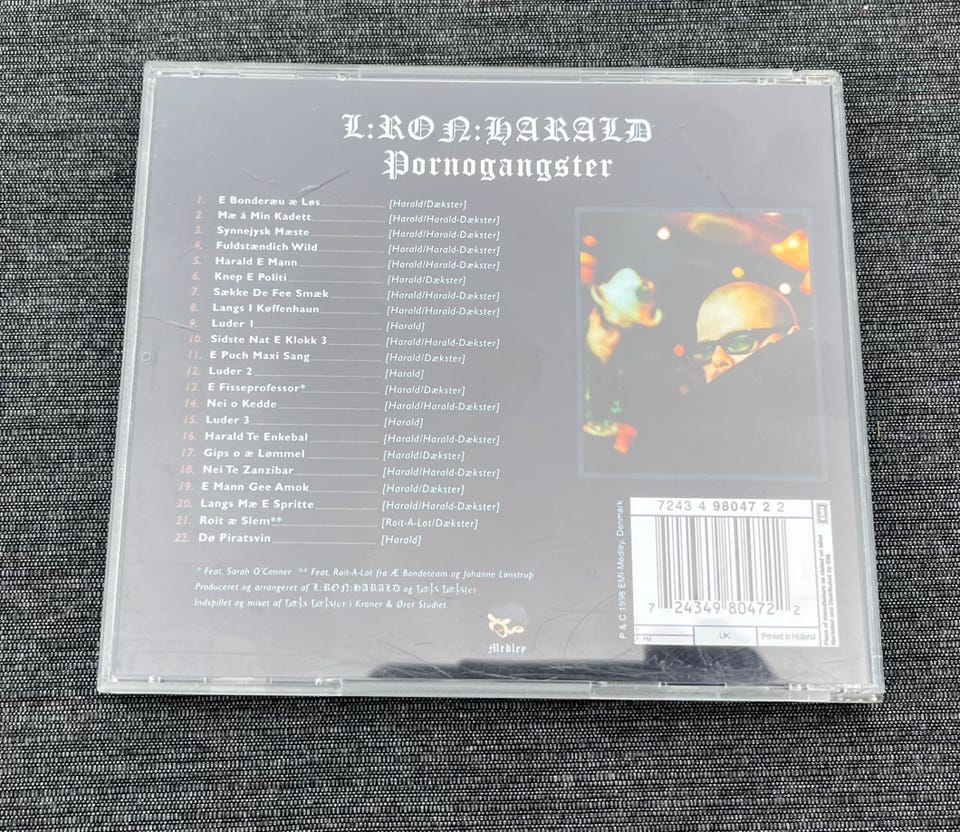 L:RON:HARALD
Pornogangster
1. E Bonderæu æ Løs [Harald/Dækster]
2. Mæ å Min Kadett [Harald/Harald-Dækster]
3. Synnejysk Mæste [Harald/Harald-Dækster]
4. Fuldstændich Wild [Harald/Harald-Dækster]
5. Harald E Mann [Harald/Harald-Dækster]
6. Knep E Politi [Harald/Dækster]
7. Sække De Fee Smæk [Harald/Harald-Dækster]
8. Langs I Køffenhaun [Harald/Harald-Dækster]
9. Luder 1 [Harald]
10. Sidste Nat E Klokk 3 [Harald/Harald-Dækster]
11. E Puch Maxi Sang [Harald/Dækster]
12. Luder 2 [Harald]
13. E Fisseprofessor* [Harald/Dækster]
14. Nei o Kedde [Harald/Harald-Dækster]
15. Luder 3 [Harald]
16. Harald Te Enkebal [Harald/Harald-Dækster]
17. Gips o æ Lømmel [Harald/Dækster]
18. Nei Te Zanzibar [Harald/Harald-Dækster]
19. E Mann Gee Amok [Harald/Dækster]
20. Langs Mæ E Spritte [Harald/Harald-Dækster]
21. Roit æ Slem** [Roit-A-Lot/Dækster]
22. Dø Piratsvin [Harald]
* Feat. Sarah O'Conner ** Feat. Roit-A-Lot fra Æ Bondeteam og Johanne Lønstrup
Produceret og arrangeret af L:RON:HARALD og
Indspillet og mixet af i Kroner & Ører Studiet
Medley
P & C 1998 EMI-Medley, Denmark
7243 4 98047 2 2
EMI
7 24349 80472 2
F: PM
UK:
Printed in Holland